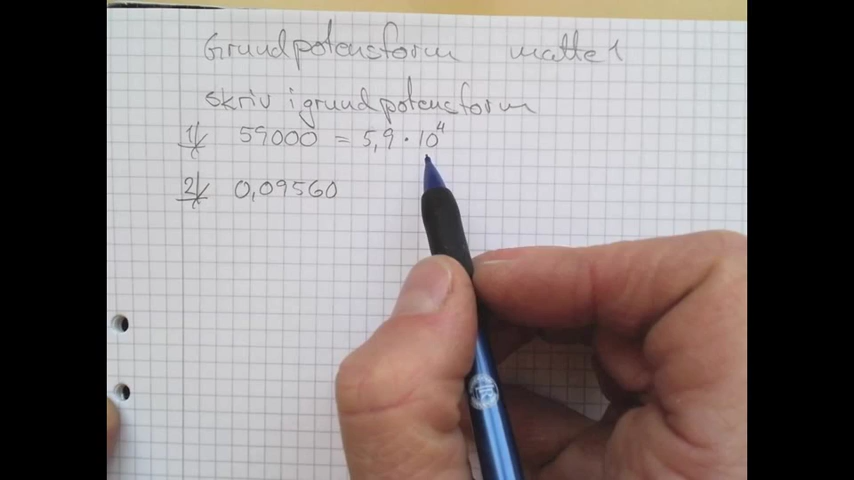 Grundpotensform matte 1
skriv i grundpotensform
1/ 59000 = 5,9 · 10⁴
2/ 0,09560